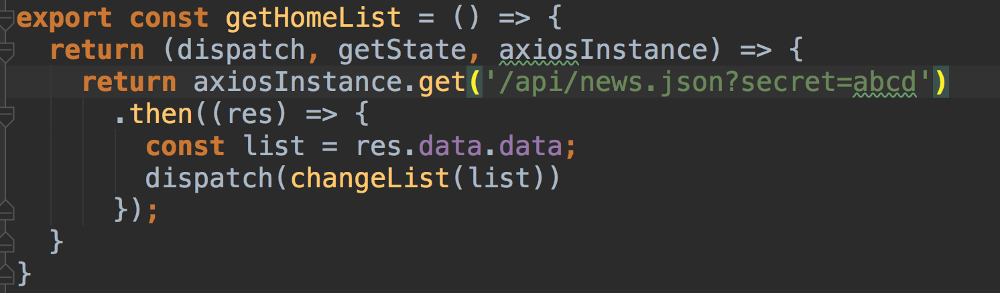 export const getHomeList = () => {
  return (dispatch, getState, axiosInstance) => {
    return axiosInstance.get('/api/news.json?secret=abcd')
      .then((res) => {
        const list = res.data.data;
        dispatch(changeList(list))
      });
  }
}